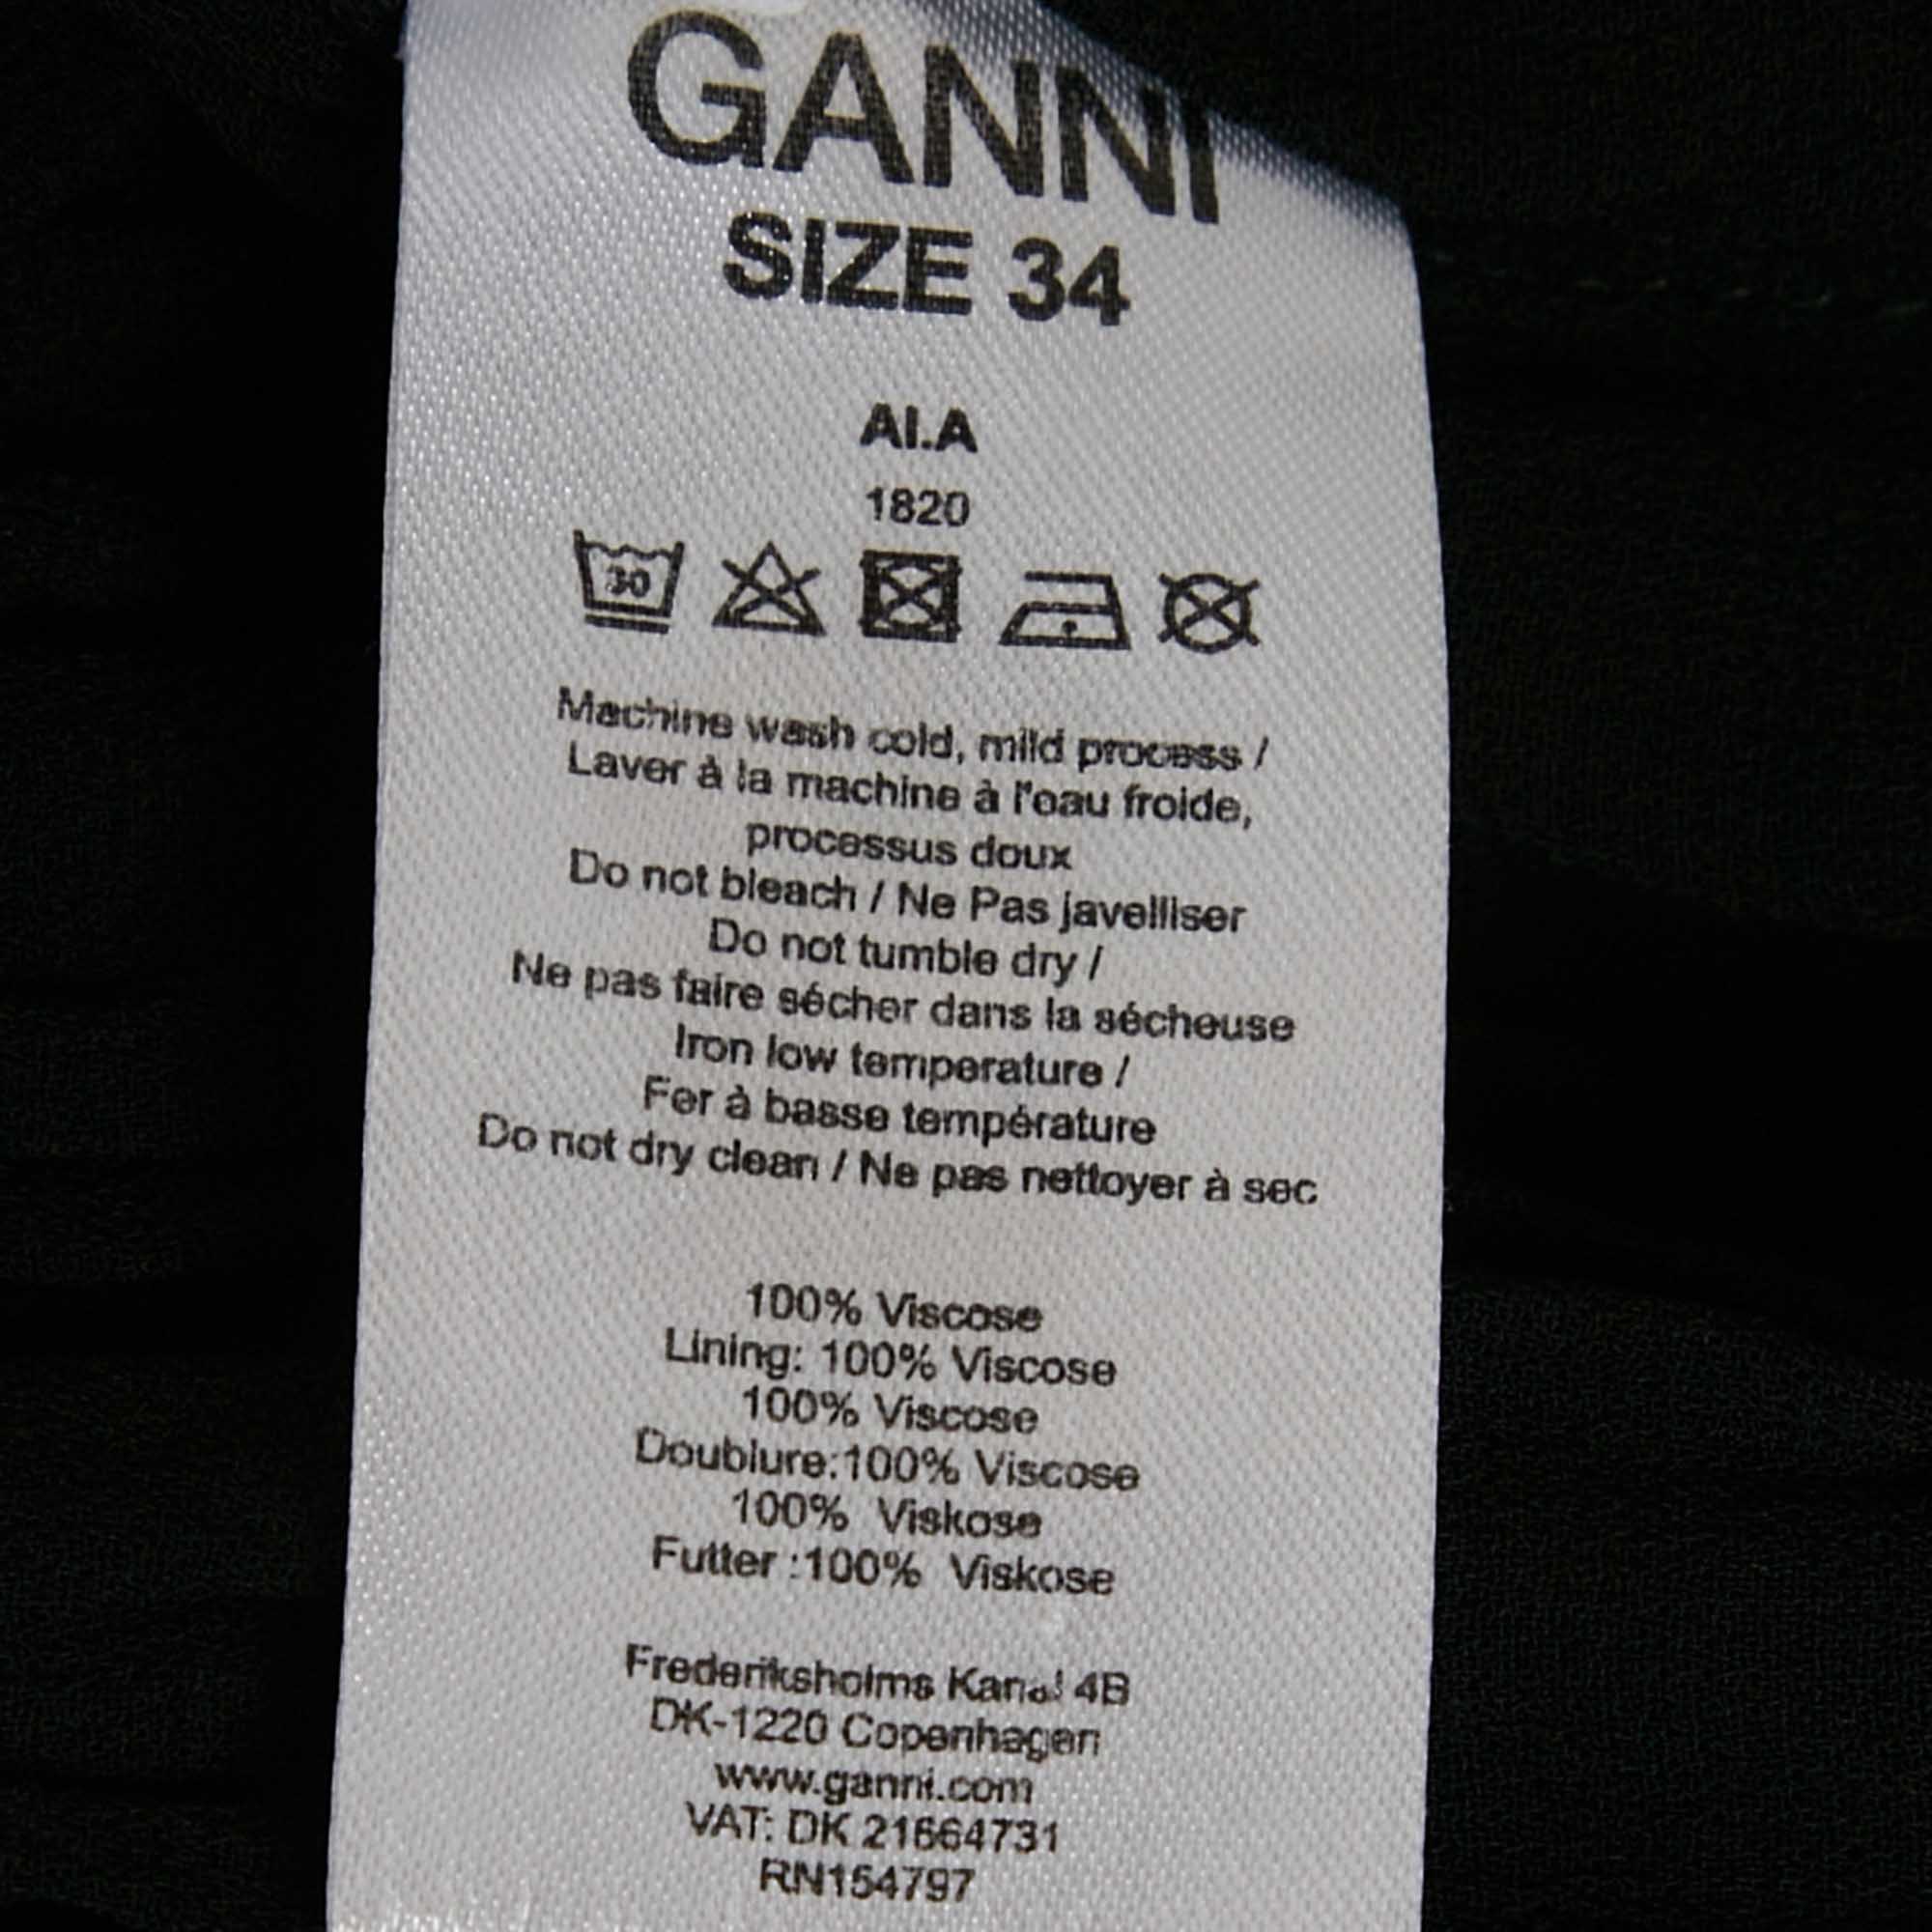 GANNI
SIZE 34
AI.A
1820
30
Machine wash cold, mild process /
Laver à la machine à l'eau froide,
processus doux
Do not bleach / Ne Pas javelliser
Do not tumble dry /
Ne pas faire sécher dans la sécheuse
Iron low temperature /
Fer à basse température
Do not dry clean / Ne pas nettoyer à sec
100% Viscose
Lining: 100% Viscose
100% Viscose
Doublure:100% Viscose
100% Viskose
Futter :100% Viskose
Frederiksholms Kanal 4B
DK-1220 Copenhagen
www.ganni.com
VAT: DK 21664731
RN154797